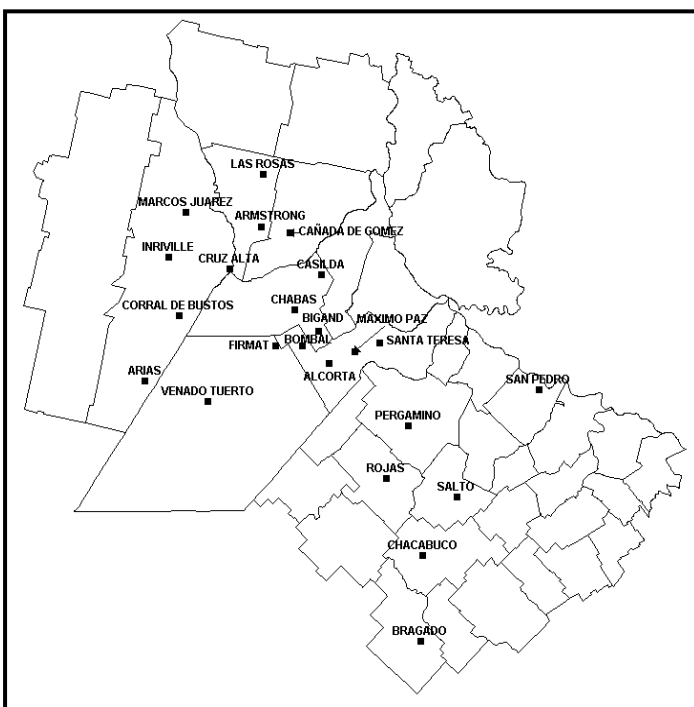 LAS ROSAS
MARCOS JUAREZ
ARMSTRONG
CAÑADA DE GOMEZ
INRIVILLE
CRUZ ALTA
CASILDA
CORRAL DE BUSTOS
CHABAS
BIGAND
MÁXIMO PAZ
FIRMAT
BOMBAL
SANTA TERESA
ALCORTA
ARIAS
VENADO TUERTO
SAN PEDRO
PERGAMINO
ROJAS
SALTO
CHACABUCO
BRAGADO